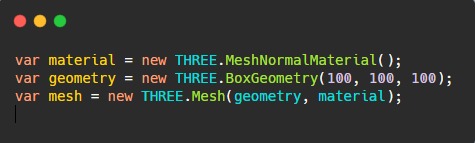 var material = new THREE.MeshNormalMaterial();
var geometry = new THREE.BoxGeometry(100, 100, 100);
var mesh = new THREE.Mesh(geometry, material);